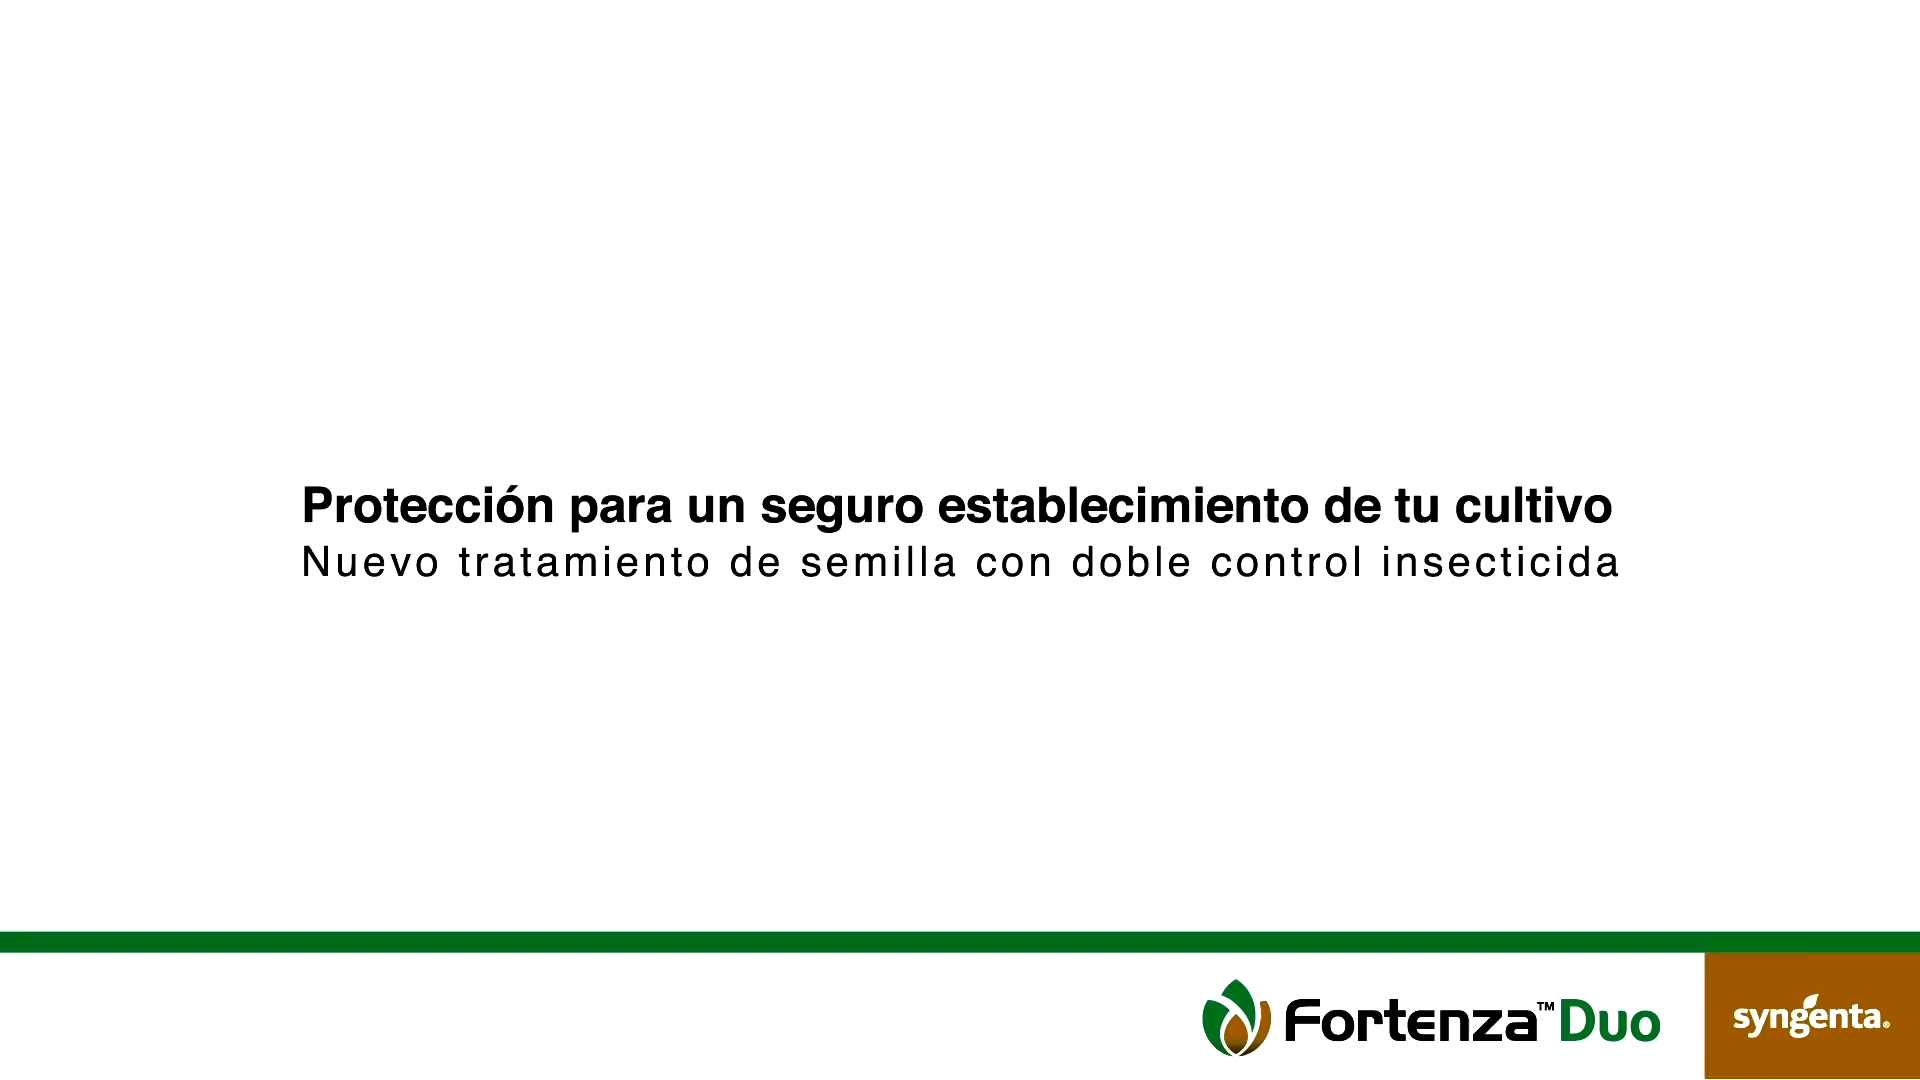 Protección para un seguro establecimiento de tu cultivo
Nuevo tratamiento de semilla con doble control insecticida
Fortenza™ Duo
syngenta®